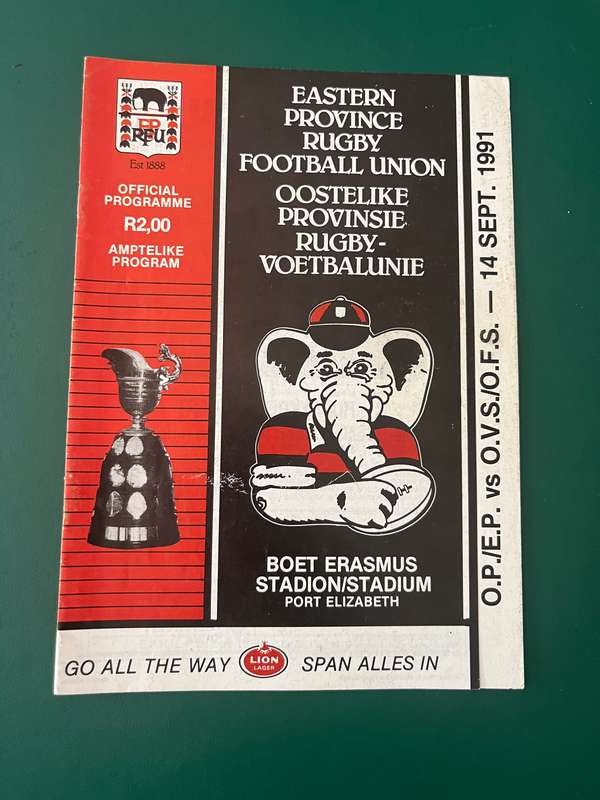 EP
RFU
Est 1888
OFFICIAL
PROGRAMME
R2,00
AMPTELIKE
PROGRAM
EASTERN
PROVINCE
RUGBY
FOOTBALL UNION
OOSTELIKE
PROVINSIE
RUGBY-
VOETBALUNIE
BOET ERASMUS
STADION/STADIUM
PORT ELIZABETH
O.P./E.P. vs O.V.S./O.F.S. — 14 SEPT. 1991
GO ALL THE WAY
LION
LAGER
SPAN ALLES IN